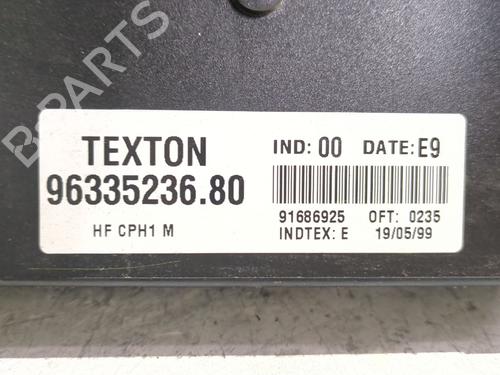 B-PARTS
TEXTON
96335236.80
HF CPH1 M
IND: 00 DATE: E9
91686925 OFT: 0235
INDTEX: E 19/05/99